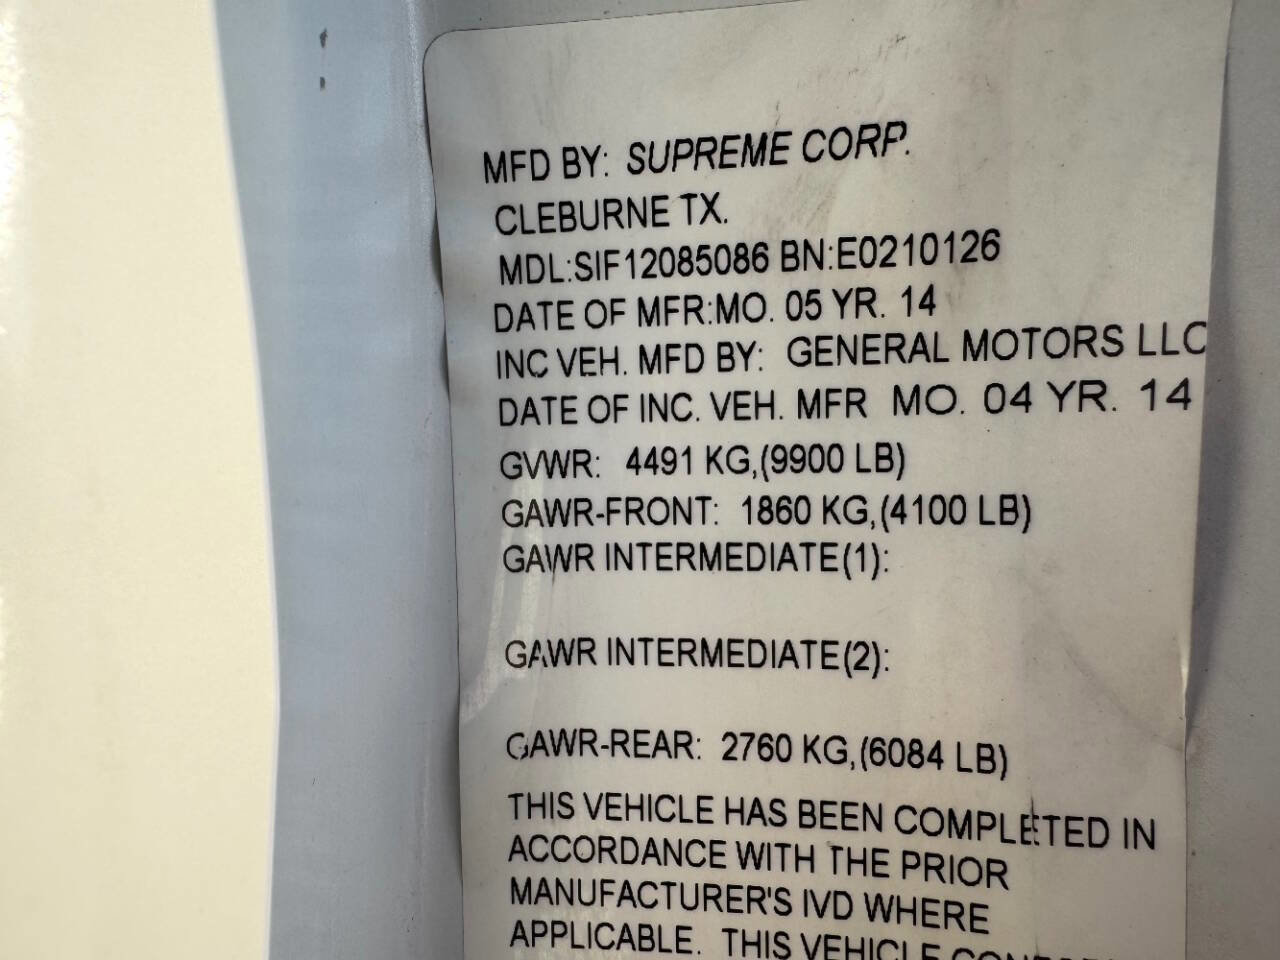 MFD BY: SUPREME CORP.
CLEBURNE TX.
MDL:SIF12085086 BN:E0210126
DATE OF MFR:MO. 05 YR. 14
INC VEH. MFD BY: GENERAL MOTORS LLC
DATE OF INC. VEH. MFR MO. 04 YR. 14
GVWR: 4491 KG,(9900 LB)
GAWR-FRONT: 1860 KG,(4100 LB)
GAWR INTERMEDIATE(1):
GAWR INTERMEDIATE(2):
GAWR-REAR: 2760 KG,(6084 LB)
THIS VEHICLE HAS BEEN COMPLETED IN
ACCORDANCE WITH THE PRIOR
MANUFACTURER'S IVD WHERE
APPLICABLE. THIS VEHICLE